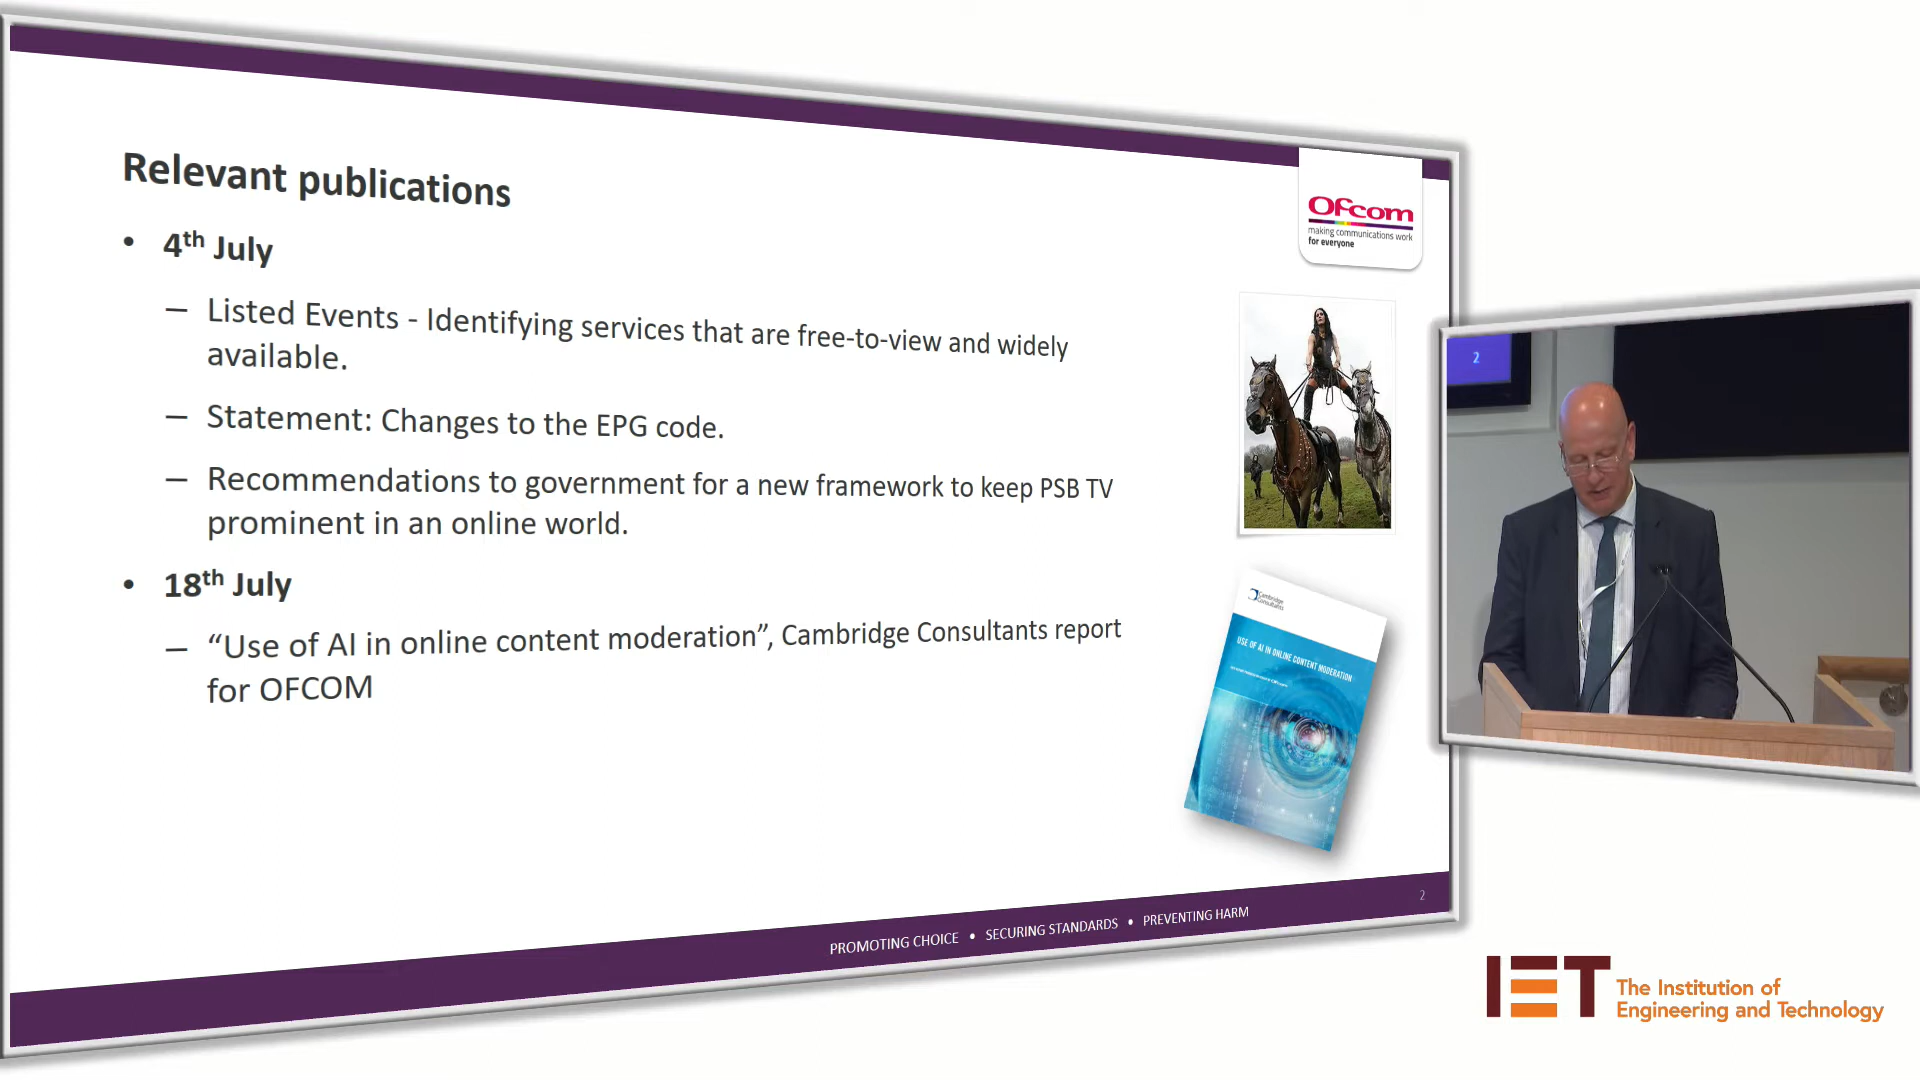 Relevant publications
• 4th July
– Listed Events - Identifying services that are free-to-view and widely
available.
– Statement: Changes to the EPG code.
– Recommendations to government for a new framework to keep PSB TV
prominent in an online world.
• 18th July
– “Use of AI in online content moderation”, Cambridge Consultants report
for OFCOM
Ofcom
making communications work
for everyone
Cambridge
Consultants
USE OF AI IN ONLINE CONTENT MODERATION
2
PROMOTING CHOICE • SECURING STANDARDS • PREVENTING HARM
2
IET
The Institution of
Engineering and Technology